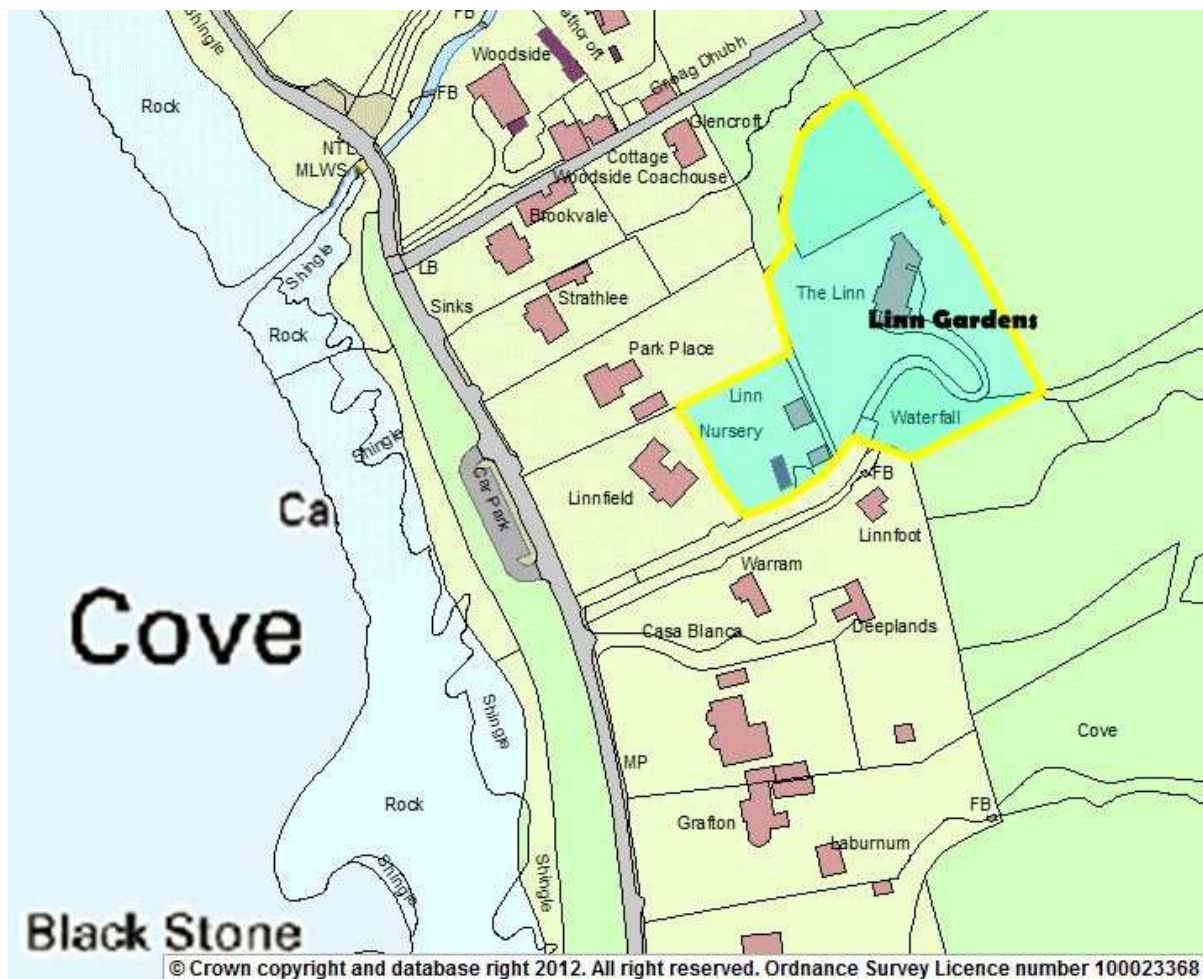 FB
Shingle
Woodside
Creag Dhubh
Rock
FB
Glencroft
NTL
MLWS
Cottage
Woodside Coachouse
Brookvale
LB
Shingle
Sinks
Strathlee
The Linn
Linn Gardens
Rock
Park Place
Linn
Nursery
Waterfall
Shingle
Car Park
Linnfield
FB
Ca
Linnfoot
Cove
Warram
Casa Blanca
Deeplands
Shingle
MP
Cove
Rock
Grafton
FB
Laburnum
Shingle
Shingle
Black Stone
© Crown copyright and database right 2012. All right reserved. Ordnance Survey Licence number 100023368